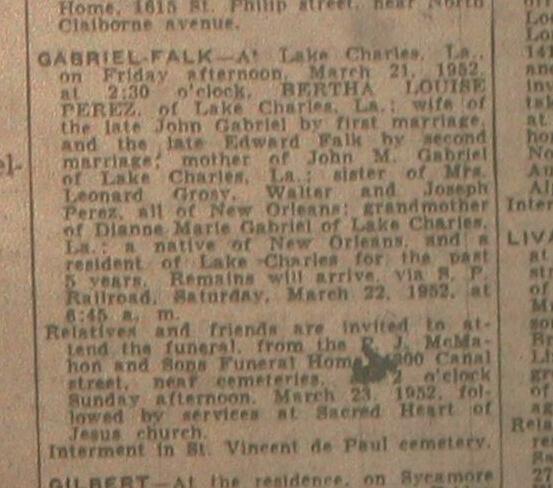 Home, 1615 St. Philip street, near North
Claiborne avenue.
GABRIEL-FALK—At Lake Charles, La.,
on Friday afternoon, March 21, 1952,
at 2:30 o'clock, BERTHA LOUISE
PEREZ, of Lake Charles, La.; wife of
the late John Gabriel by first marriage,
and the late Edward Falk by second
marriage; mother of John M. Gabriel
of Lake Charles, La.; sister of Mrs.
Leonard Grosy, Walter and Joseph
Perez, all of New Orleans; grandmother
of Dianne Marie Gabriel of Lake Charles,
La.; a native of New Orleans, and a
resident of Lake Charles for the past
5 years. Remains will arrive, via S. P.
Railroad, Saturday, March 22, 1952, at
6:45 a. m.
Relatives and friends are invited to at-
tend the funeral, from the P. J. McMa-
hon and Sons Funeral Home, Canal
street, near cemeteries, 2 o'clock
Sunday afternoon, March 23, 1952, fol-
lowed by services at Sacred Heart of
Jesus church.
Interment in St. Vincent de Paul cemetery.
GILBERT—At the residence, on Sycamore